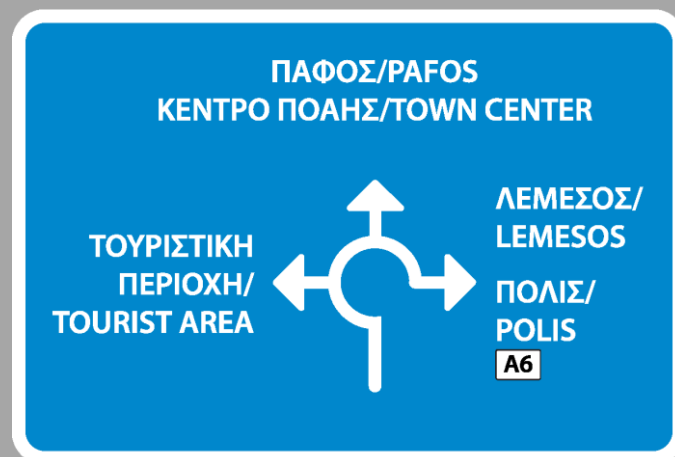 ΠΑΦΟΣ/PAFOS
ΚΕΝΤΡΟ ΠΟΑΗΣ/TOWN CENTER
ΤΟΥΡΙΣΤΙΚΗ
ΠΕΡΙΟΧΗ/
TOURIST AREA
ΛΕΜΕΣΟΣ/
LEMESOS
ΠΟΛΙΣ/
POLIS
A6